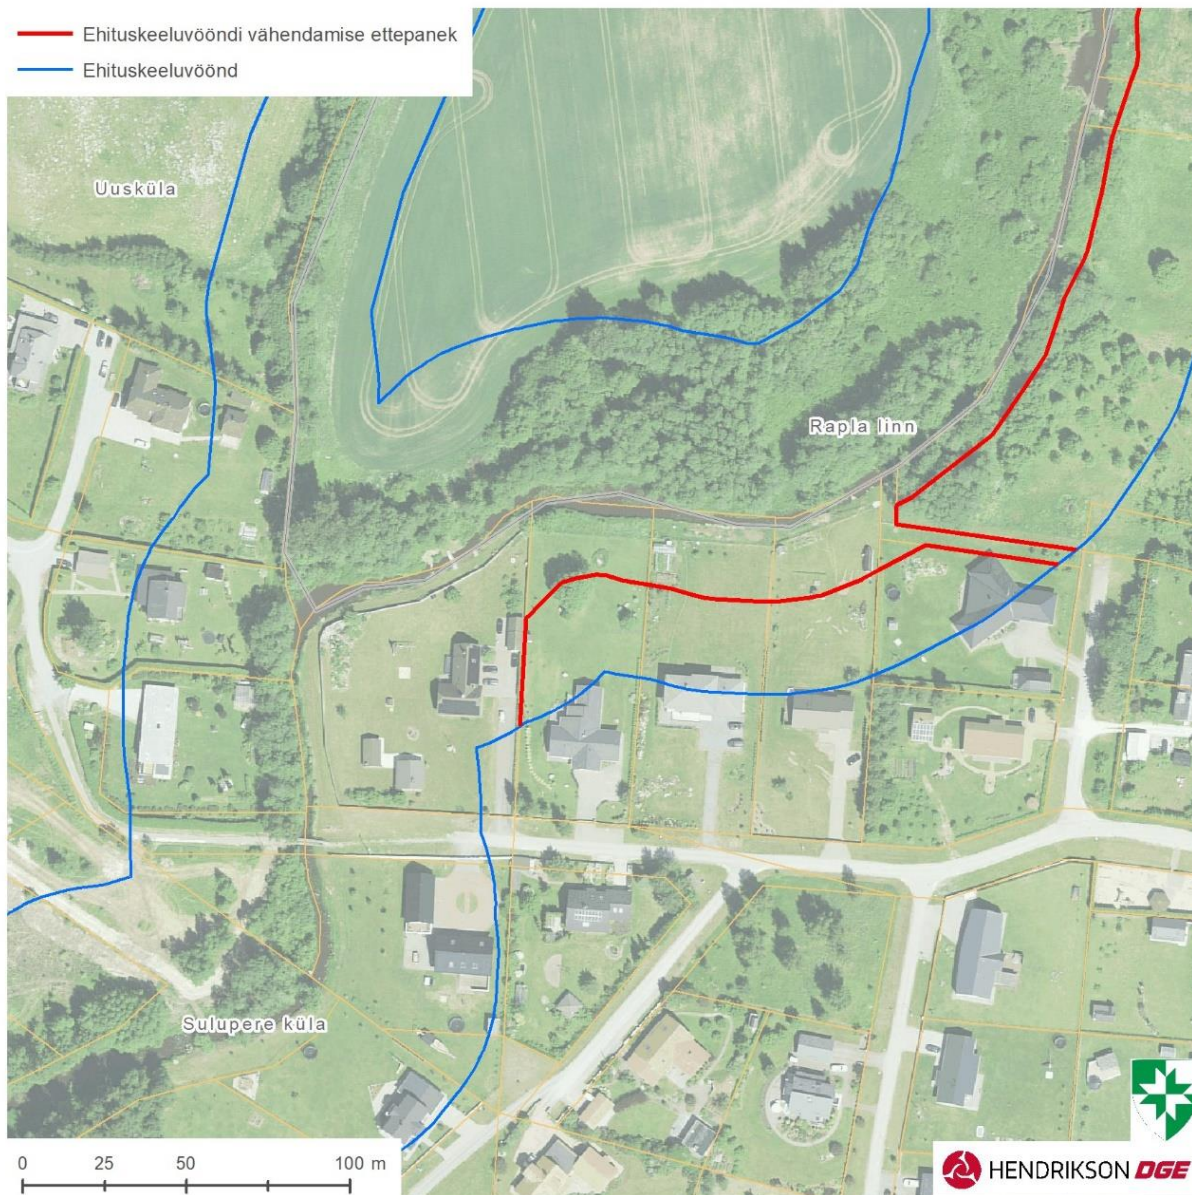 Ehituskeeluvööndi vähendamise ettepanek
Ehituskeeluvöönd
Uusküla
Rapla linn
Sulupere küla
0 25 50 100 m
HENDRIKSON DGE